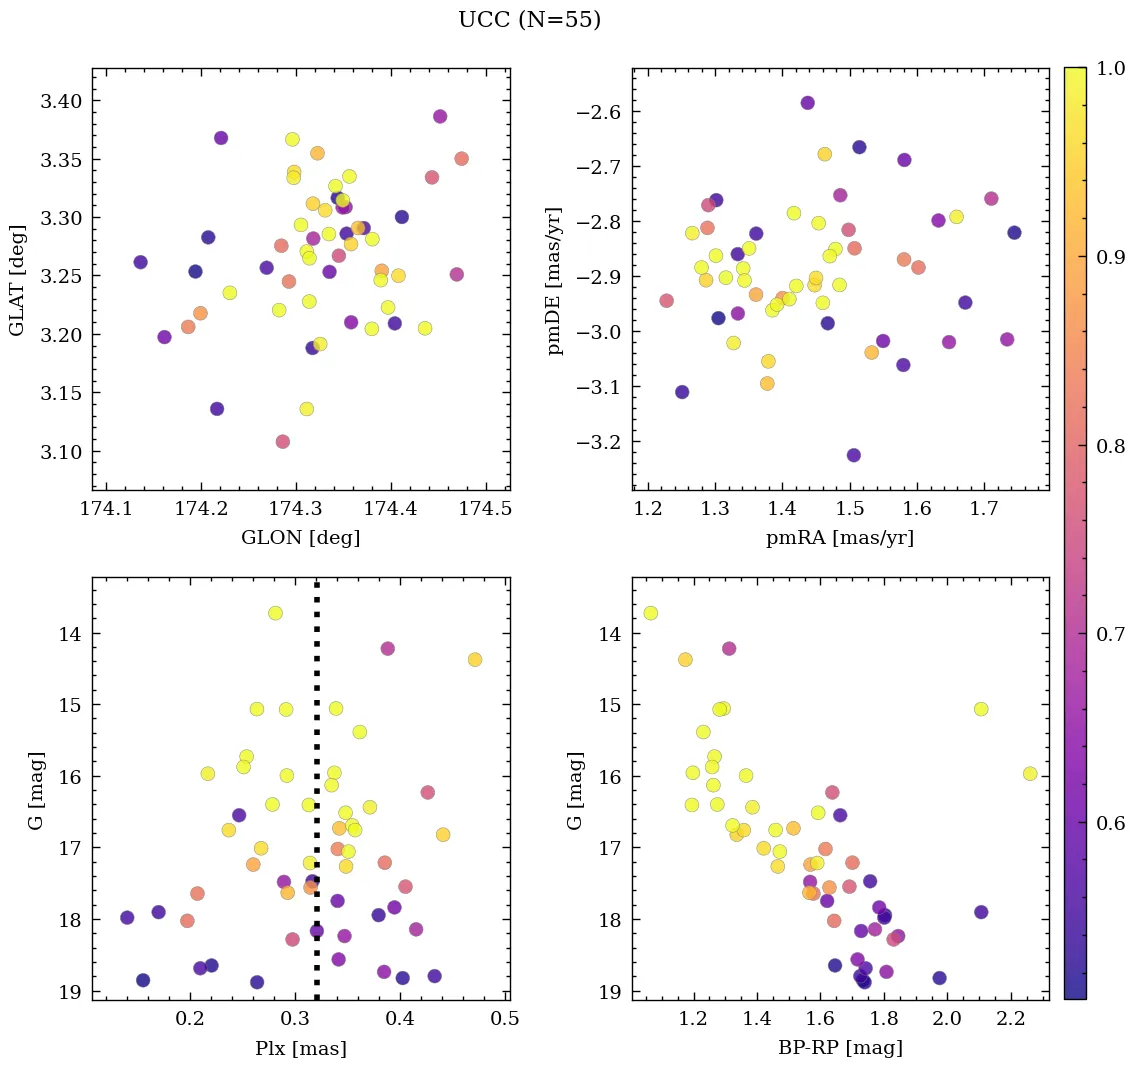 UCC (N=55)
3.40
3.35
3.30
3.25
3.20
3.15
3.10
GLAT [deg]
174.1 174.2 174.3 174.4 174.5
GLON [deg]
−2.6
−2.7
−2.8
−2.9
−3.0
−3.1
−3.2
pmDE [mas/yr]
1.2 1.3 1.4 1.5 1.6 1.7
pmRA [mas/yr]
1.0
0.9
0.8
0.7
0.6
14
15
16
17
18
19
G [mag]
0.2 0.3 0.4 0.5
Plx [mas]
14
15
16
17
18
19
G [mag]
1.2 1.4 1.6 1.8 2.0 2.2
BP-RP [mag]